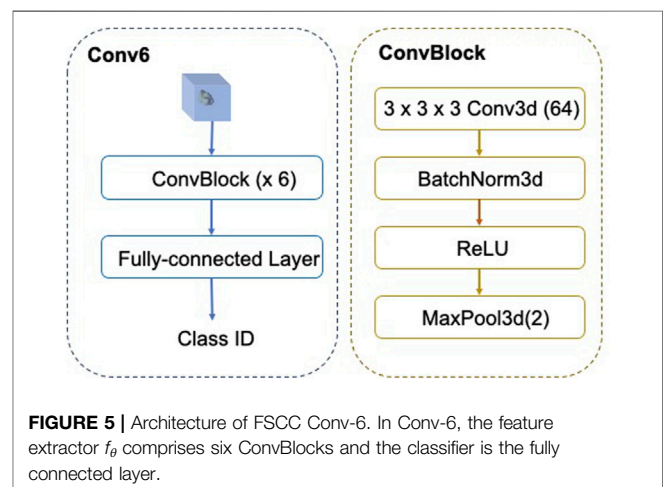 Conv6
ConvBlock (x 6)
Fully-connected Layer
Class ID
ConvBlock
3 x 3 x 3 Conv3d (64)
BatchNorm3d
ReLU
MaxPool3d(2)
FIGURE 5 | Architecture of FSCC Conv-6. In Conv-6, the feature
extractor fθ comprises six ConvBlocks and the classifier is the fully
connected layer.